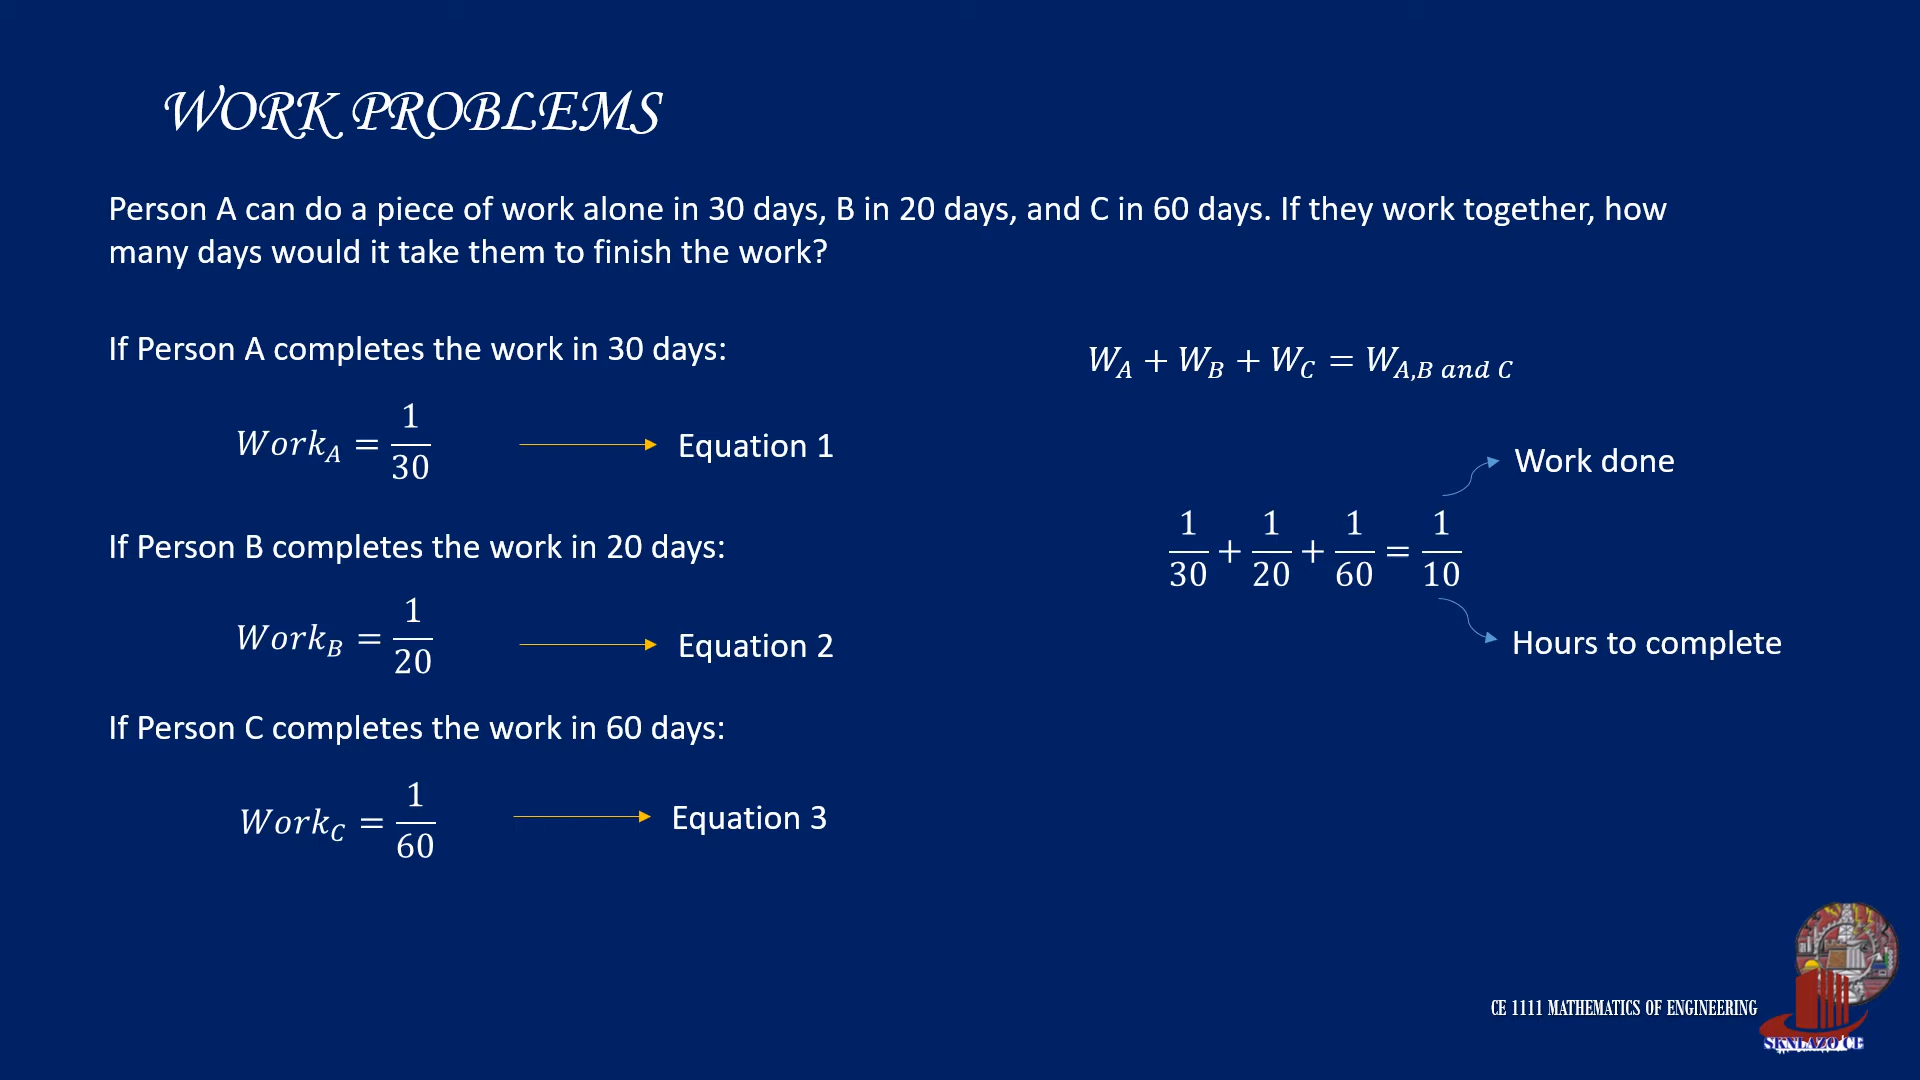 WORK PROBLEMS
Person A can do a piece of work alone in 30 days, B in 20 days, and C in 60 days. If they work together, how
many days would it take them to finish the work?
If Person A completes the work in 30 days:
Work_A = 1/30 Equation 1
If Person B completes the work in 20 days:
Work_B = 1/20 Equation 2
If Person C completes the work in 60 days:
Work_C = 1/60 Equation 3
W_A + W_B + W_C = W_A,B and C
Work done
1/30 + 1/20 + 1/60 = 1/10
Hours to complete
CE 1111 MATHEMATICS OF ENGINEERING
SKNLAZO CE